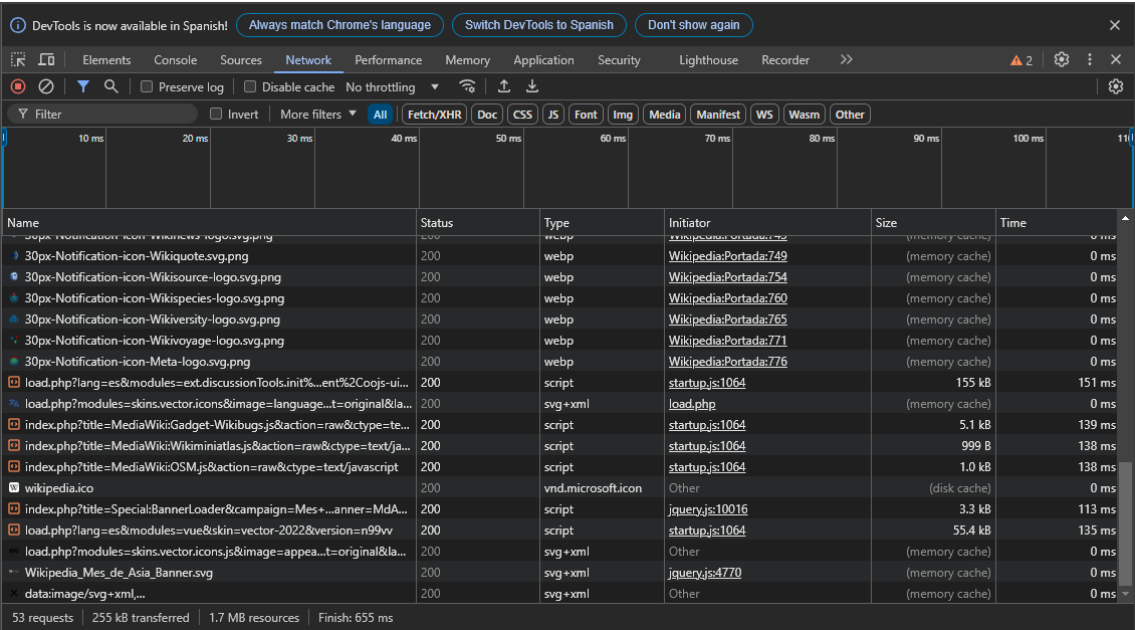 DevTools is now available in Spanish! Always match Chrome's language Switch DevTools to Spanish Don't show again
Elements Console Sources Network Performance Memory Application Security Lighthouse Recorder 2
Preserve log Disable cache No throttling
Filter Invert More filters All Fetch/XHR Doc CSS JS Font Img Media Manifest WS Wasm Other
10 ms 20 ms 30 ms 40 ms 50 ms 60 ms 70 ms 80 ms 90 ms 100 ms
Name Status Type Initiator Size Time
30px-Notification-icon-Wikinews-logo.svg.png 200 webp Wikipedia:Portada:743 (memory cache) 0 ms
30px-Notification-icon-Wikiquote.svg.png 200 webp Wikipedia:Portada:749 (memory cache) 0 ms
30px-Notification-icon-Wikisource-logo.svg.png 200 webp Wikipedia:Portada:754 (memory cache) 0 ms
30px-Notification-icon-Wikispecies-logo.svg.png 200 webp Wikipedia:Portada:760 (memory cache) 0 ms
30px-Notification-icon-Wikiversity-logo.svg.png 200 webp Wikipedia:Portada:765 (memory cache) 0 ms
30px-Notification-icon-Wikivoyage-logo.svg.png 200 webp Wikipedia:Portada:771 (memory cache) 0 ms
30px-Notification-icon-Meta-logo.svg.png 200 webp Wikipedia:Portada:776 (memory cache) 0 ms
load.php?lang=es&modules=ext.discussionTools.init%...ent%2Coojs-ui... 200 script startup.js:1064 155 kB 151 ms
load.php?modules=skins.vector.icons&image=language...t=original&la... 200 svg+xml load.php (memory cache) 0 ms
index.php?title=MediaWiki:Gadget-Wikibugs.js&action=raw&ctype=te... 200 script startup.js:1064 5.1 kB 139 ms
index.php?title=MediaWiki:Wikiminiatlas.js&action=raw&ctype=text/ja... 200 script startup.js:1064 999 B 138 ms
index.php?title=MediaWiki:OSM.js&action=raw&ctype=text/javascript 200 script startup.js:1064 1.0 kB 138 ms
wikipedia.ico 200 vnd.microsoft.icon Other (disk cache) 0 ms
index.php?title=Special:BannerLoader&campaign=Mes+...anner=MdA... 200 script jquery.js:10016 3.3 kB 113 ms
load.php?lang=es&modules=vue&skin=vector-2022&version=n99vv 200 script startup.js:1064 55.4 kB 135 ms
load.php?modules=skins.vector.icons.js&image=appea...t=original&la... 200 svg+xml Other (memory cache) 0 ms
Wikipedia_Mes_de_Asia_Banner.svg 200 svg+xml jquery.js:4770 (memory cache) 0 ms
data:image/svg+xml,... 200 svg+xml Other (memory cache) 0 ms
53 requests 255 kB transferred 1.7 MB resources Finish: 655 ms